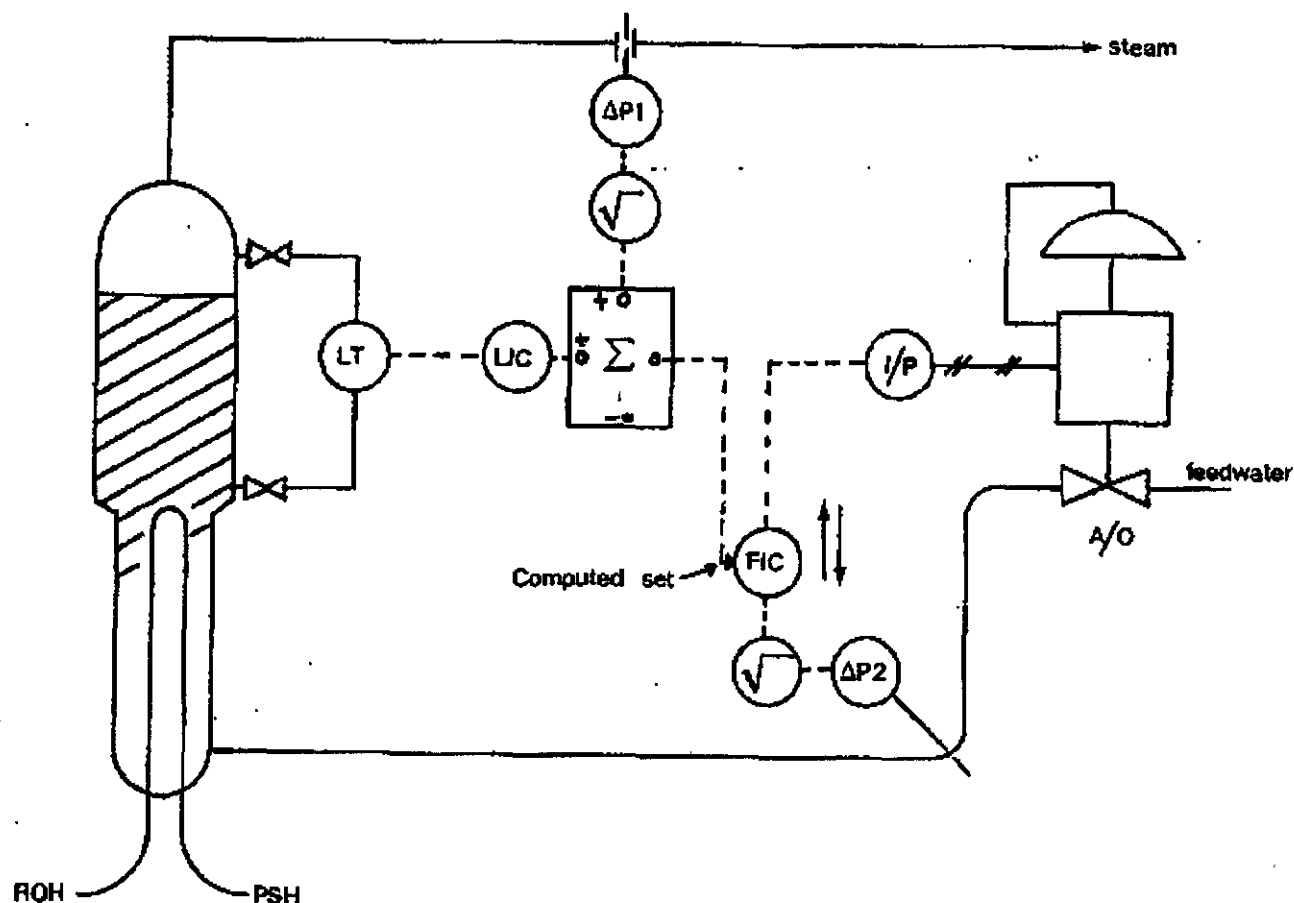 steam
ΔP1
√
+
+
Σ
-
LT
LIC
I/P
feedwater
A/O
Computed set
FIC
√
ΔP2
ROH
PSH